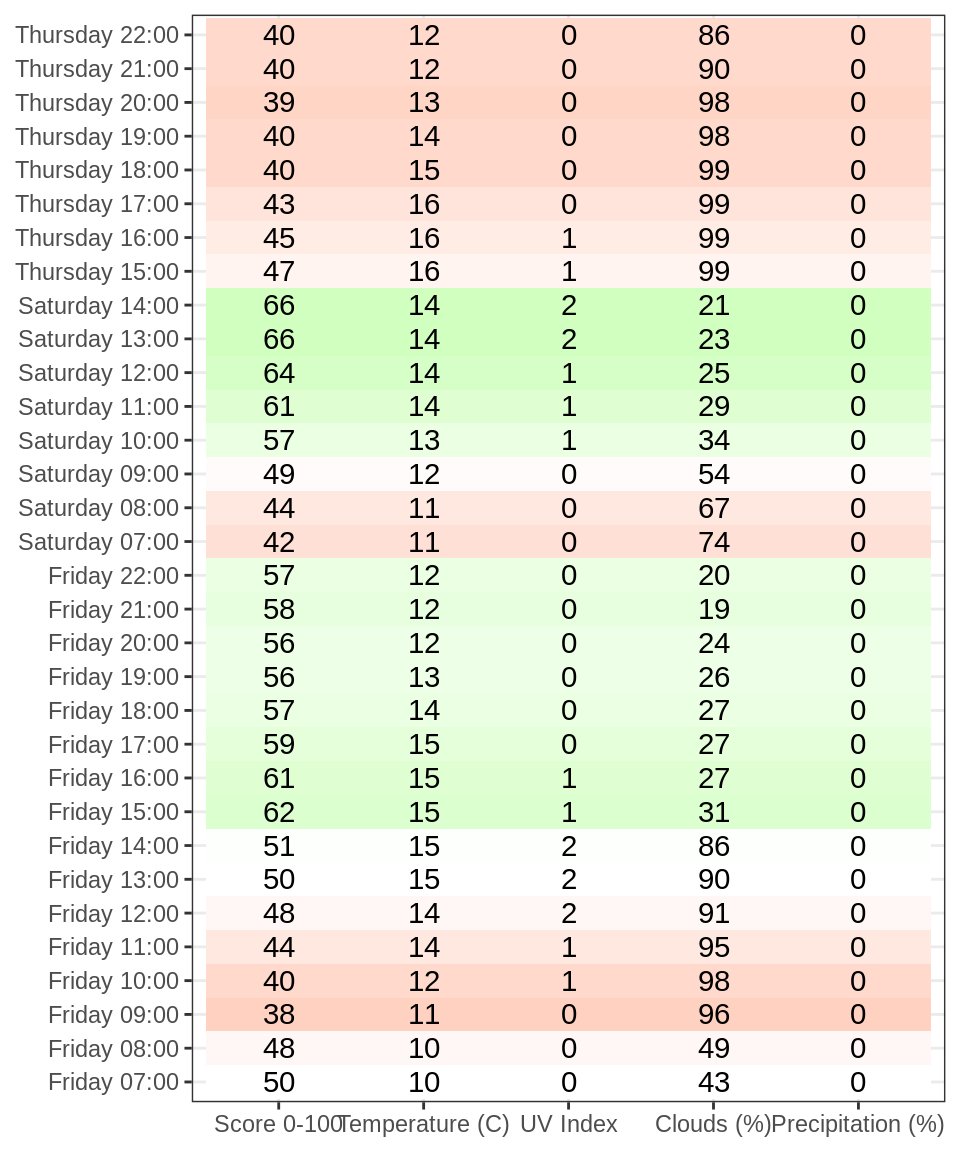 Thursday 22:00 40 12 0 86 0
Thursday 21:00 40 12 0 90 0
Thursday 20:00 39 13 0 98 0
Thursday 19:00 40 14 0 98 0
Thursday 18:00 40 15 0 99 0
Thursday 17:00 43 16 0 99 0
Thursday 16:00 45 16 1 99 0
Thursday 15:00 47 16 1 99 0
Saturday 14:00 66 14 2 21 0
Saturday 13:00 66 14 2 23 0
Saturday 12:00 64 14 1 25 0
Saturday 11:00 61 14 1 29 0
Saturday 10:00 57 13 1 34 0
Saturday 09:00 49 12 0 54 0
Saturday 08:00 44 11 0 67 0
Saturday 07:00 42 11 0 74 0
Friday 22:00 57 12 0 20 0
Friday 21:00 58 12 0 19 0
Friday 20:00 56 12 0 24 0
Friday 19:00 56 13 0 26 0
Friday 18:00 57 14 0 27 0
Friday 17:00 59 15 0 27 0
Friday 16:00 61 15 1 27 0
Friday 15:00 62 15 1 31 0
Friday 14:00 51 15 2 86 0
Friday 13:00 50 15 2 90 0
Friday 12:00 48 14 2 91 0
Friday 11:00 44 14 1 95 0
Friday 10:00 40 12 1 98 0
Friday 09:00 38 11 0 96 0
Friday 08:00 48 10 0 49 0
Friday 07:00 50 10 0 43 0
Score 0-100 Temperature (C) UV Index Clouds (%) Precipitation (%)